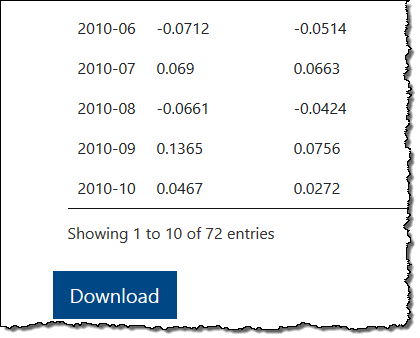 2010-06 -0.0712 -0.0514
2010-07 0.069 0.0663
2010-08 -0.0661 -0.0424
2010-09 0.1365 0.0756
2010-10 0.0467 0.0272
Showing 1 to 10 of 72 entries
Download